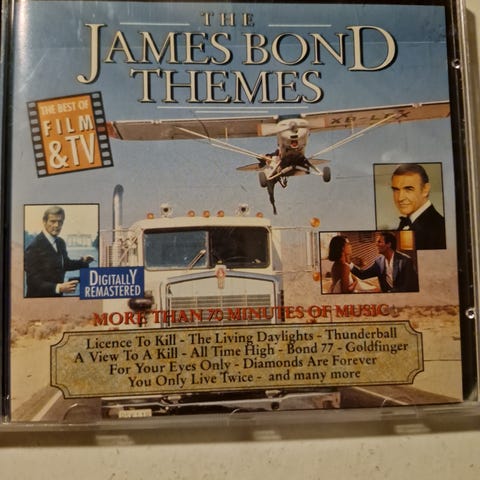 THE
JAMES BOND
THEMES
THE BEST OF
FILM
& TV
XB-LFX
DIGITALLY
REMASTERED
MORE THAN 70 MINUTES OF MUSIC
Licence To Kill - The Living Daylights - Thunderball
A View To A Kill - All Time High - Bond 77 - Goldfinger
For Your Eyes Only - Diamonds Are Forever
You Only Live Twice - and many more